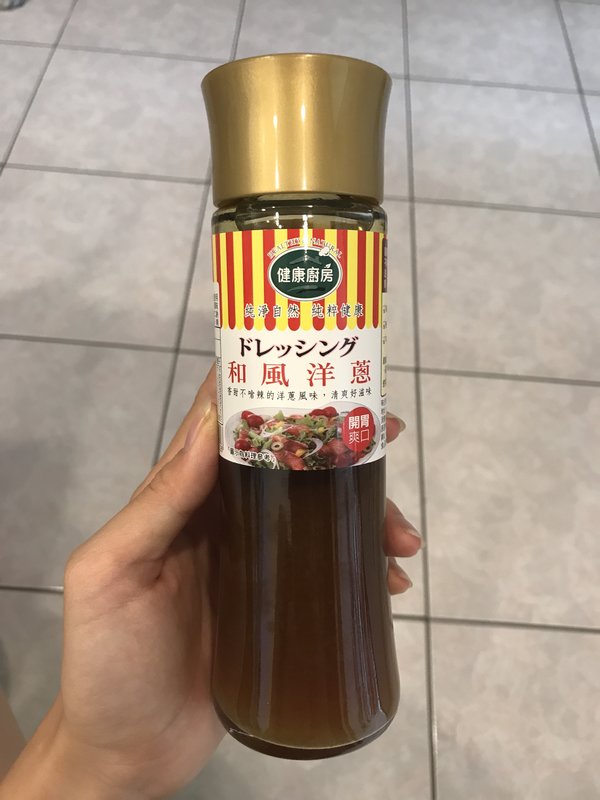 健康廚房
純淨自然 純粹健康
ドレッシング
和風洋蔥
香甜不嗆辣的洋蔥風味，清爽好滋味
開胃
爽口